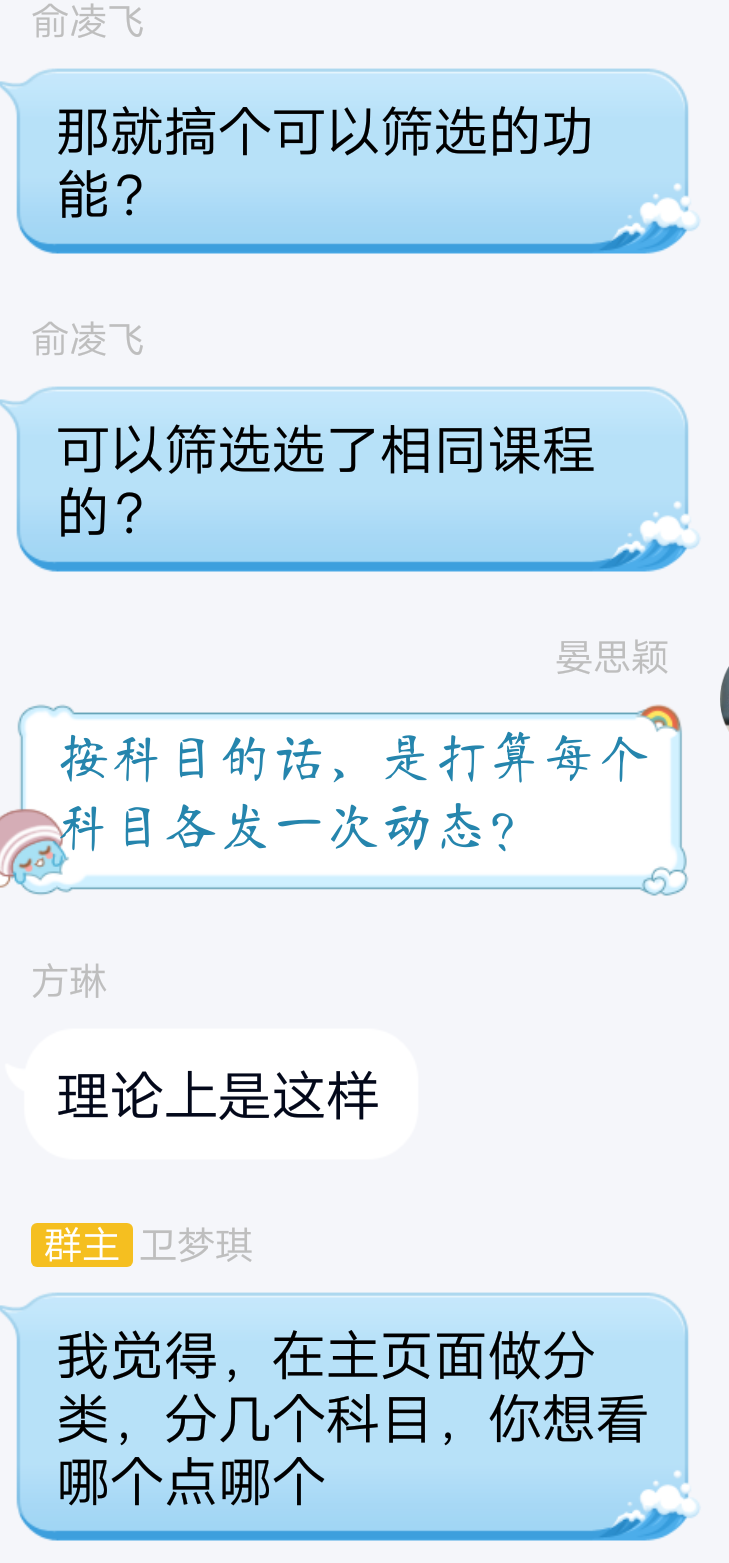 俞凌飞
那就搞个可以筛选的功
能？
俞凌飞
可以筛选选了相同课程
的？
晏思颖
按科目的话，是打算每个
科目各发一次动态？
方琳
理论上是这样
群主 卫梦琪
我觉得，在主页面做分
类，分几个科目，你想看
哪个点哪个